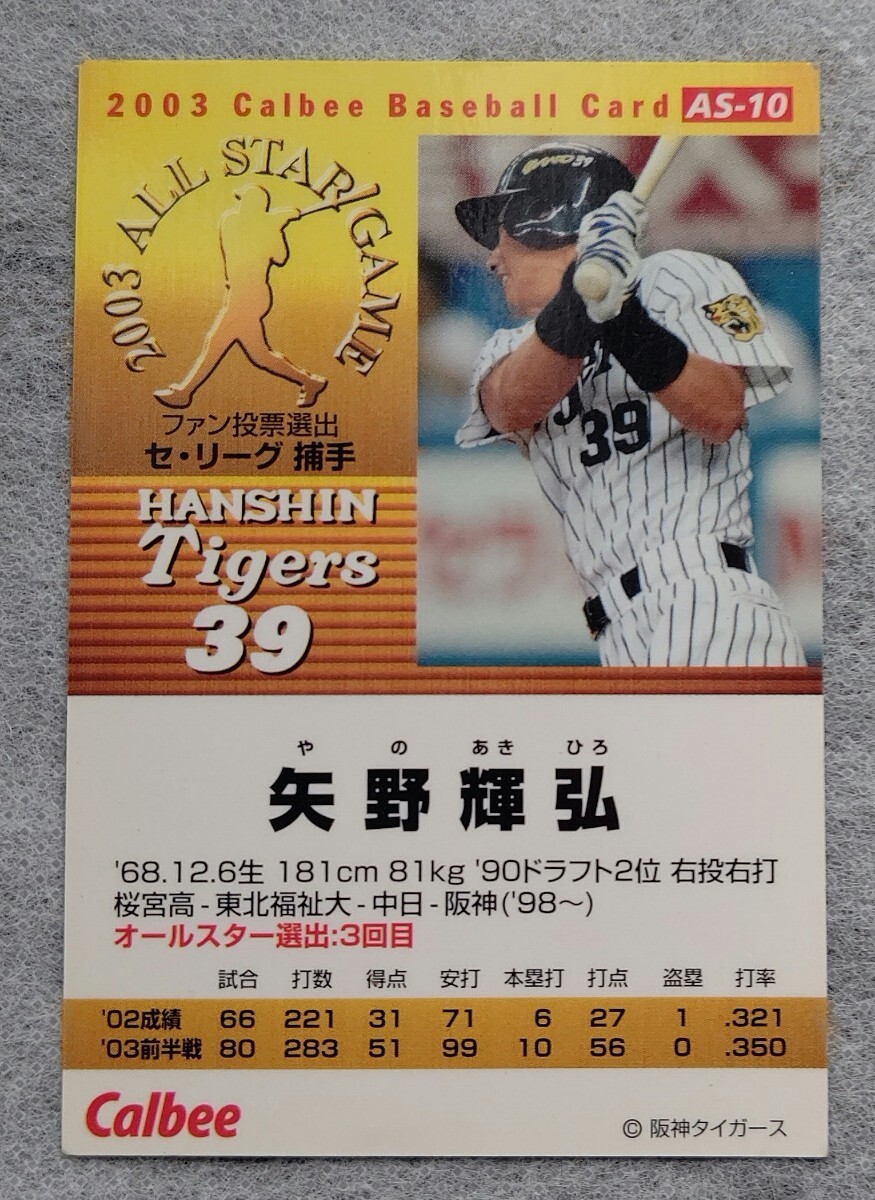 2003 Calbee Baseball Card AS-10
2003 ALL STAR GAME
ファン投票選出
セ・リーグ 捕手
HANSHIN
Tigers
39
39
や の あき ひろ
矢野輝弘
'68.12.6生 181cm 81kg '90ドラフト2位 右投右打
桜宮高-東北福祉大-中日-阪神('98～)
オールスター選出:3回目
試合 打数 得点 安打 本塁打 打点 盗塁 打率
'02成績 66 221 31 71 6 27 1 .321
'03前半戦 80 283 51 99 10 56 0 .350
Calbee
© 阪神タイガース